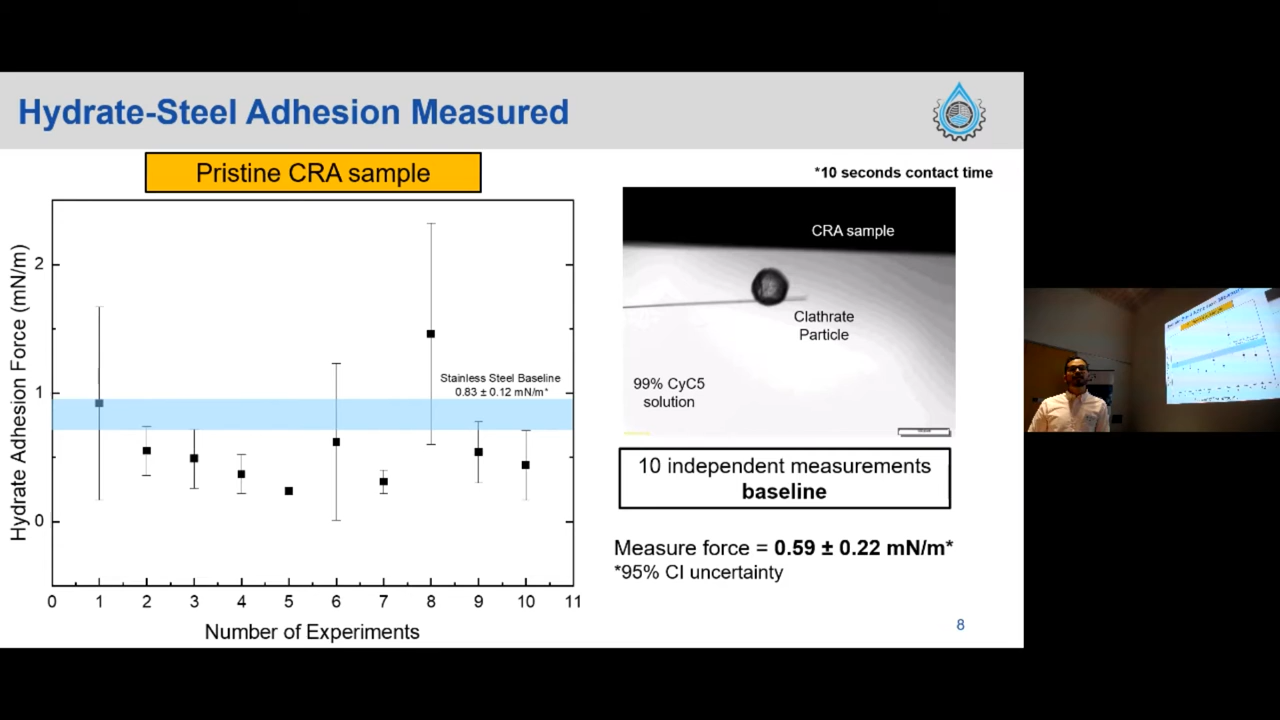 Hydrate-Steel Adhesion Measured
Pristine CRA sample
*10 seconds contact time
Hydrate Adhesion Force (mN/m)
2
1
0
Stainless Steel Baseline
0.83 ± 0.12 mN/m*
0 1 2 3 4 5 6 7 8 9 10 11
Number of Experiments
CRA sample
Clathrate
Particle
99% CyC5
solution
10 independent measurements
baseline
Measure force = 0.59 ± 0.22 mN/m*
*95% CI uncertainty
8